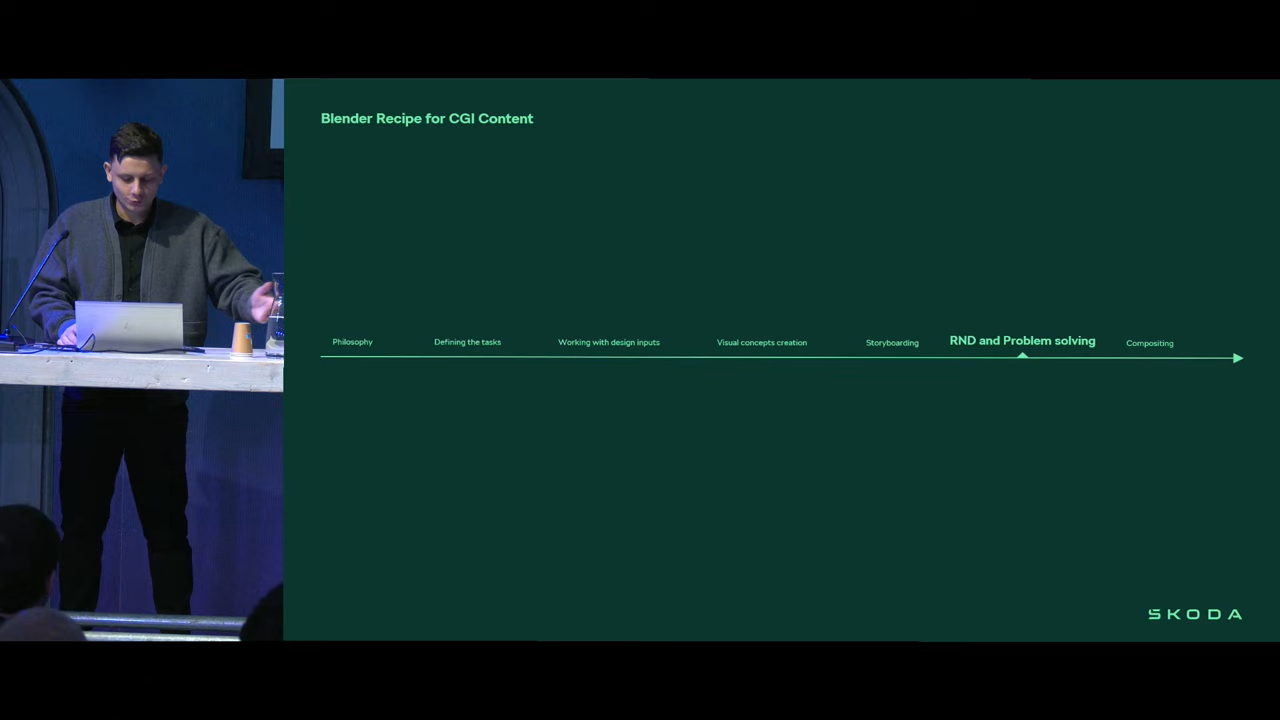 Blender Recipe for CGI Content
Philosophy Defining the tasks Working with design inputs Visual concepts creation Storyboarding RND and Problem solving Compositing
ŠKODA